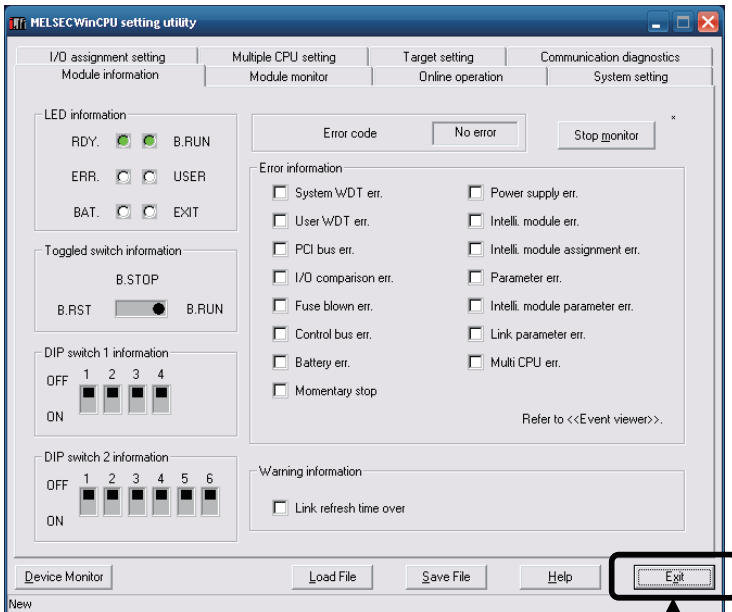 MELSECWinCPU setting utility
I/O assignment setting Multiple CPU setting Target setting Communication diagnostics
Module information Module monitor Online operation System setting
LED information
RDY. B.RUN
ERR. USER
BAT. EXIT
Toggled switch information
B.STOP
B.RST B.RUN
DIP switch 1 information
OFF 1 2 3 4
ON
DIP switch 2 information
OFF 1 2 3 4 5 6
ON
Error code No error Stop monitor
*
Error information
System WDT err. Power supply err.
User WDT err. Intelli. module err.
PCI bus err. Intelli. module assignment err.
I/O comparison err. Parameter err.
Fuse blown err. Intelli. module parameter err.
Control bus err. Link parameter err.
Battery err. Multi CPU err.
Momentary stop
Refer to <<Event viewer>>.
Warning information
Link refresh time over
Device Monitor Load File Save File Help Exit
New